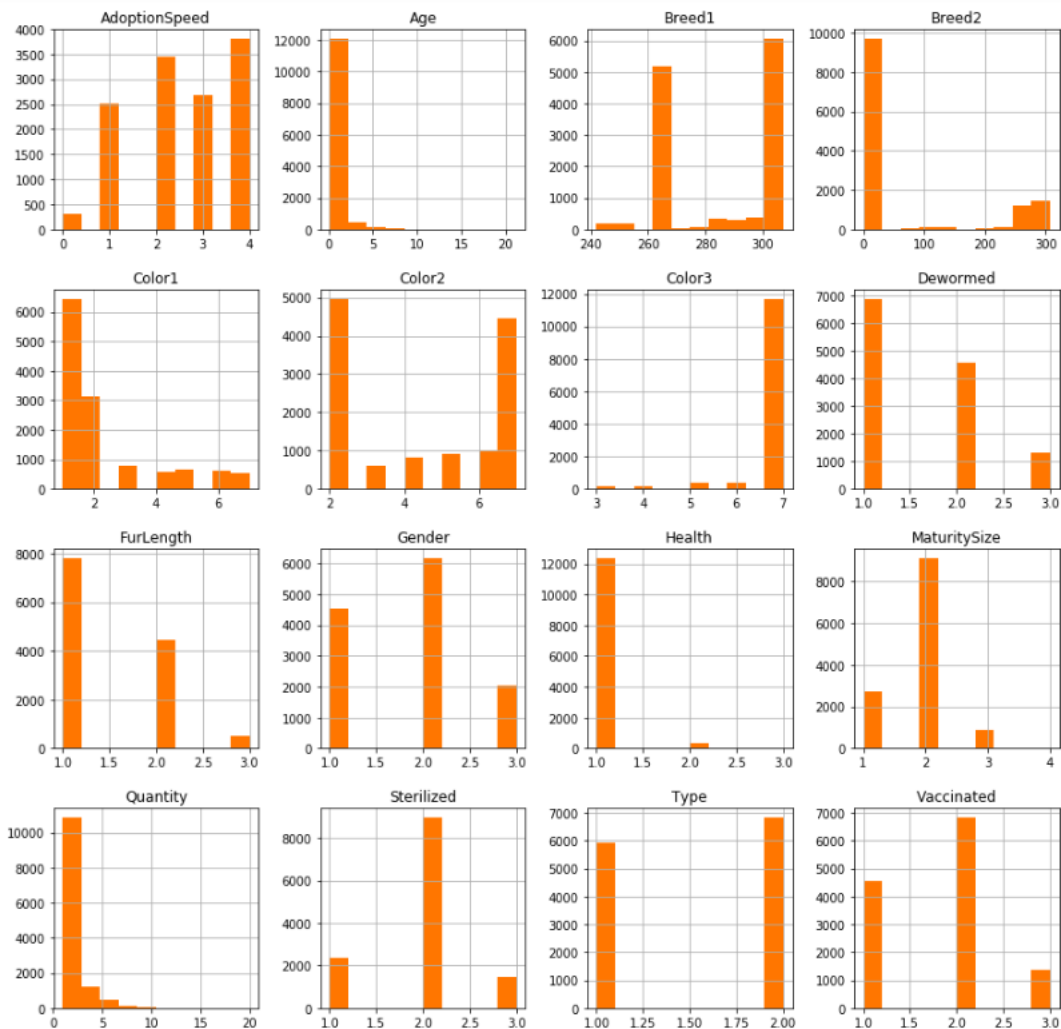 AdoptionSpeed Age Breed1 Breed2
4000 12000 6000 10000
3500 10000 5000 8000
3000 8000 4000 6000
2500 6000 3000 4000
2000 4000 2000 2000
1500 2000 1000 0
1000 0 0
500
0
0 1 2 3 4 0 5 10 15 20 240 260 280 300 0 100 200 300
Color1 Color2 Color3 Dewormed
6000 5000 12000 7000
5000 4000 10000 6000
4000 3000 8000 5000
3000 2000 6000 4000
2000 1000 4000 3000
1000 0 2000 2000
0 0 1000
0
2 4 6 2 4 6 3 4 5 6 7 1.0 1.5 2.0 2.5 3.0
FurLength Gender Health MaturitySize
8000 6000 12000 8000
6000 5000 10000 6000
4000 4000 8000 4000
2000 3000 6000 2000
0 2000 4000 0
1000 2000
0 0
1.0 1.5 2.0 2.5 3.0 1.0 1.5 2.0 2.5 3.0 1.0 1.5 2.0 2.5 3.0 1 2 3 4
Quantity Sterilized Type Vaccinated
10000 8000 7000 7000
8000 6000 6000 6000
6000 4000 5000 5000
4000 2000 4000 4000
2000 0 3000 3000
0 2000 2000
1000 1000
0 0
0 5 10 15 20 1.0 1.5 2.0 2.5 3.0 1.00 1.25 1.50 1.75 2.00 1.0 1.5 2.0 2.5 3.0